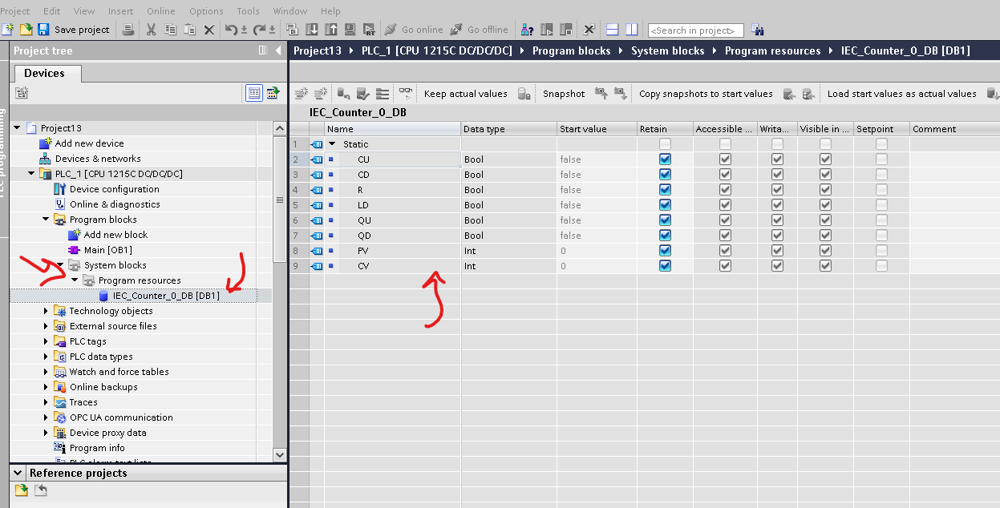 Project Edit View Insert Online Options Tools Window Help
Save project Go online Go offline <Search in project>
Project tree
Project13 PLC_1 [CPU 1215C DC/DC/DC] Program blocks System blocks Program resources IEC_Counter_0_DB [DB1]
Devices
Keep actual values Snapshot Copy snapshots to start values Load start values as actual values
IEC_Counter_0_DB
Project13
Add new device
Devices & networks
PLC_1 [CPU 1215C DC/DC/DC]
Device configuration
Online & diagnostics
Program blocks
Add new block
Main [OB1]
System blocks
Program resources
IEC_Counter_0_DB [DB1]
Technology objects
External source files
PLC tags
PLC data types
Watch and force tables
Online backups
Traces
OPC UA communication
Device proxy data
Program info
Reference projects
Name Data type Start value Retain Accessible ... Writa... Visible in ... Setpoint Comment
1 Static
2 CU Bool false
3 CD Bool false
4 R Bool false
5 LD Bool false
6 QU Bool false
7 QD Bool false
8 PV Int 0
9 CV Int 0